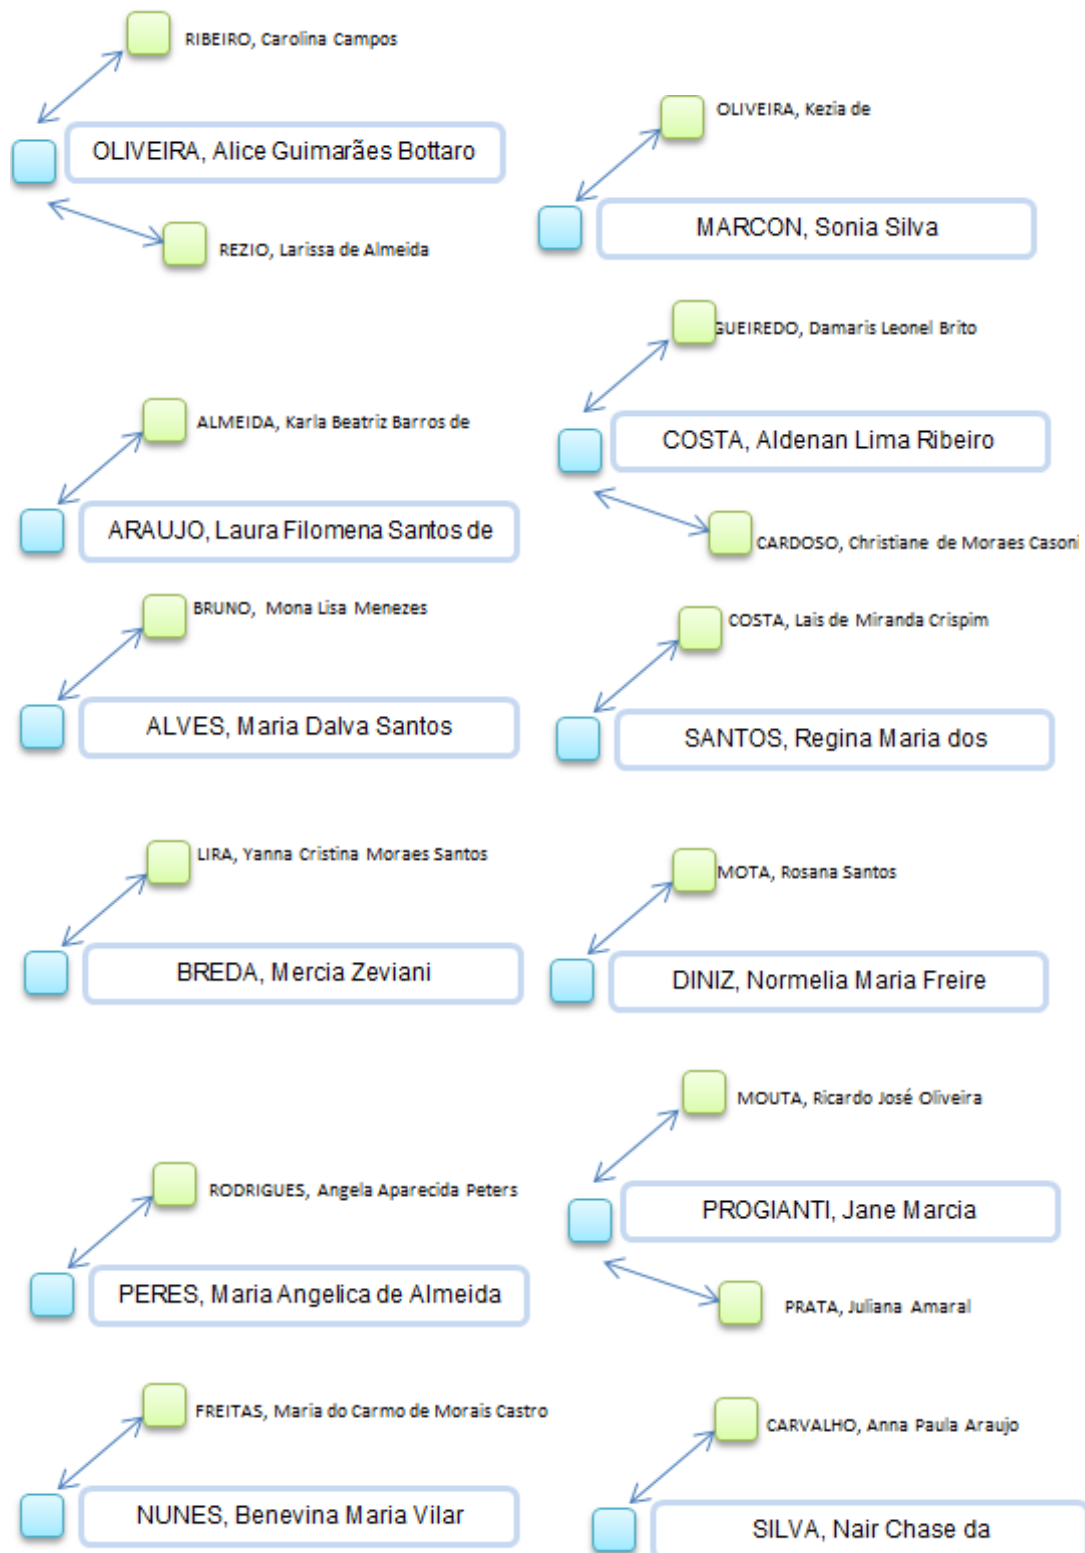 RIBEIRO, Carolina Campos
OLIVEIRA, Alice Guimarães Bottaro
REZIO, Larissa de Almeida
OLIVEIRA, Kezia de
MARCON, Sonia Silva
GUEIREDO, Damaris Leonel Brito
COSTA, Aldenan Lima Ribeiro
CARDOSO, Christiane de Moraes Casoni
ALMEIDA, Karla Beatriz Barros de
ARAUJO, Laura Filomena Santos de
BRUNO, Mona Lisa Menezes
ALVES, Maria Dalva Santos
COSTA, Lais de Miranda Crispim
SANTOS, Regina Maria dos
LIRA, Yanna Cristina Moraes Santos
BREDA, Mercia Zeviani
MOTA, Rosana Santos
DINIZ, Normelia Maria Freire
RODRIGUES, Angela Aparecida Peters
PERES, Maria Angelica de Almeida
MOUTA, Ricardo José Oliveira
PROGIANTI, Jane Marcia
PRATA, Juliana Amaral
FREITAS, Maria do Carmo de Morais Castro
NUNES, Benevina Maria Vilar
CARVALHO, Anna Paula Araujo
SILVA, Nair Chase da